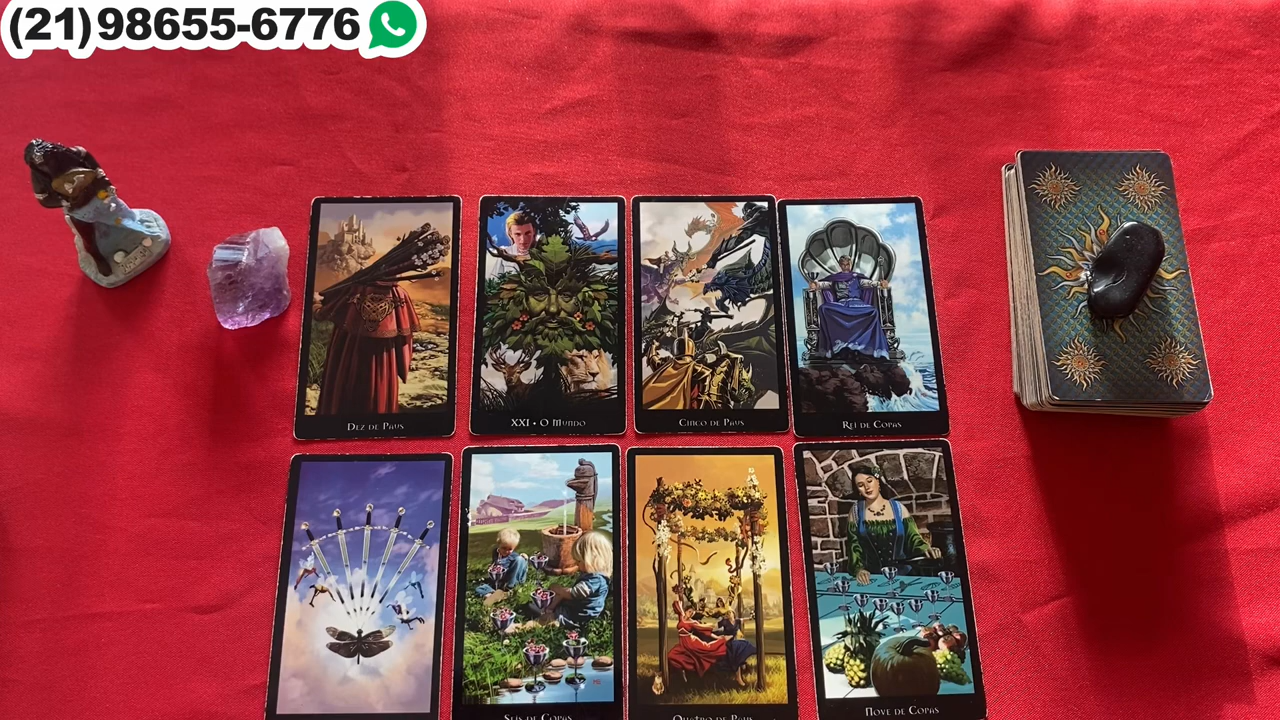 (21)98655-6776
DEZ DE PAUS
XXI • O MUNDO
CINCO DE PAUS
REI DE COPAS
SEIS DE COPAS
QUATRO DE PAUS
NOVE DE COPAS